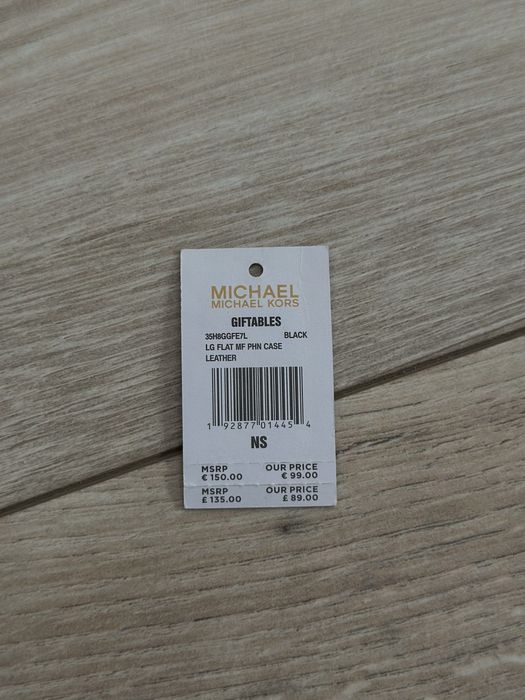 MICHAEL
MICHAEL KORS
GIFTABLES
35H8GGFE7L BLACK
LG FLAT MF PHN CASE
LEATHER
1 92877 01445 4
NS
MSRP OUR PRICE
€ 150.00 € 99.00
MSRP OUR PRICE
£ 135.00 £ 89.00